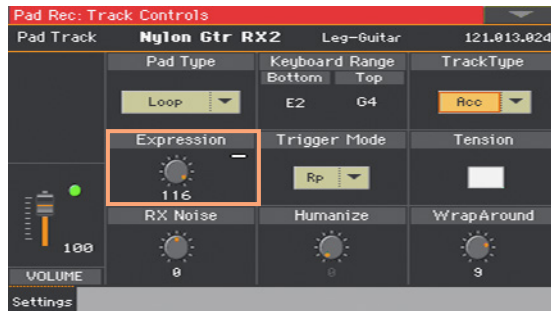 Pad Rec: Track Controls
Pad Track Nylon Gtr RX2 Leg-Guitar 121.013.024
Pad Type Keyboard Range TrackType
Bottom Top
Loop E2 G4 Acc
Expression Trigger Mode Tension
Rp
116
RX Noise Humanize WrapAround
100
VOLUME 0 0 9
Settings